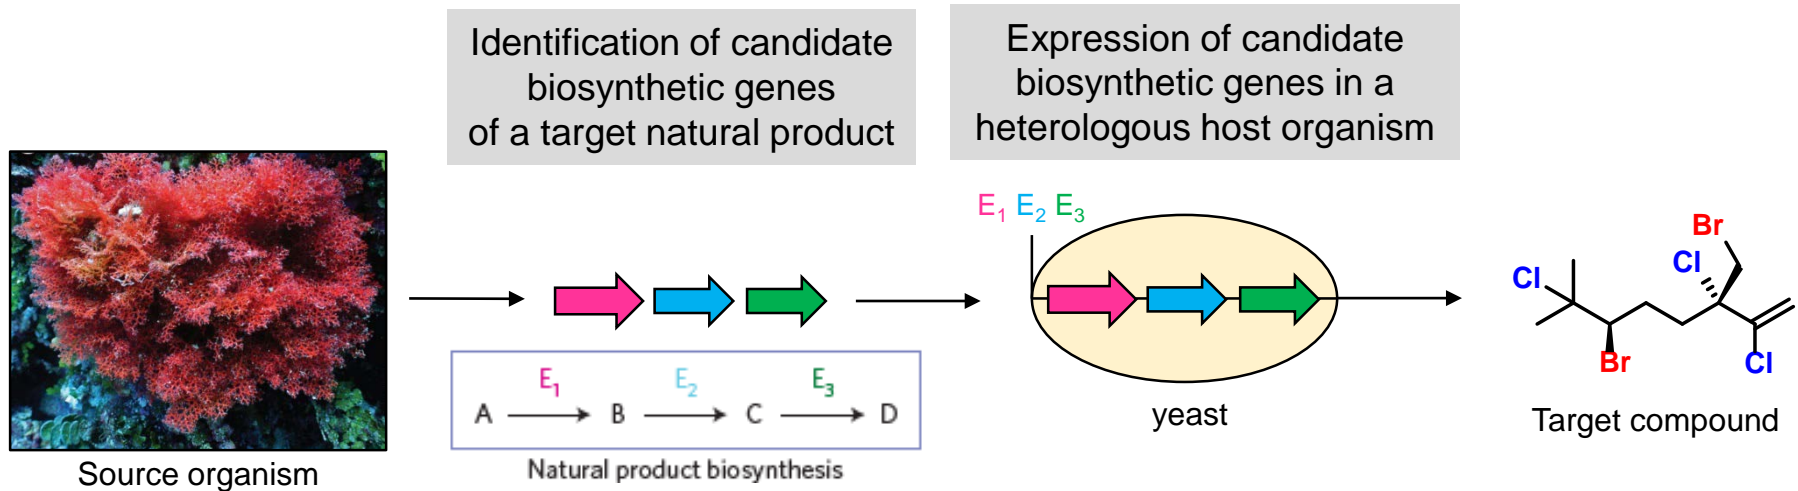 Identification of candidate
biosynthetic genes
of a target natural product
Expression of candidate
biosynthetic genes in a
heterologous host organism
E1 E2 E3
Br
Cl
Cl
Br
Cl
E1 E2 E3
A B C D
Natural product biosynthesis
yeast
Target compound
Source organism